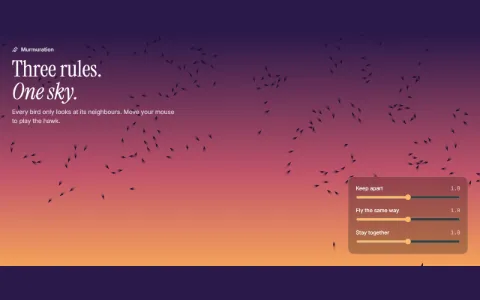 Murmuration
Three rules.
One sky.
Every bird only looks at its neighbours. Move your mouse
to play the hawk.
Keep apart 1.0
Fly the same way 1.0
Stay together 1.0